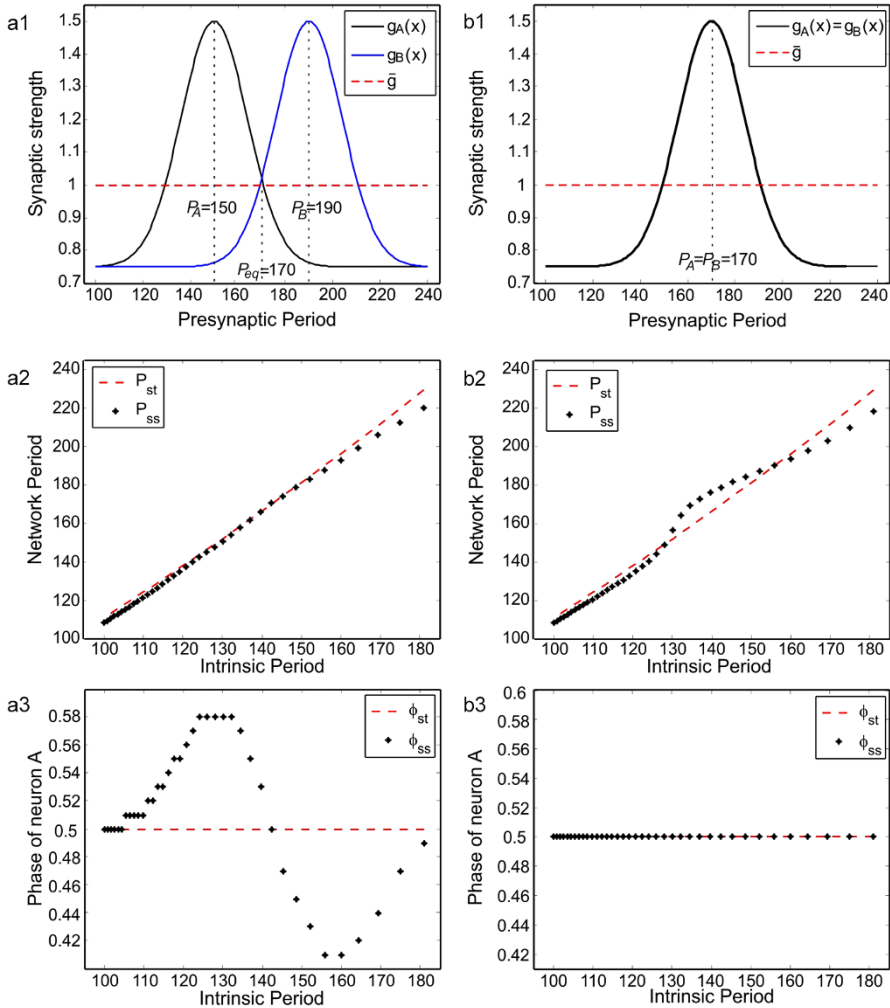 a1
1.5
1.4
1.3
1.2
1.1
1
0.9
0.8
0.7
Synaptic strength
g_A(x)
g_B(x)
ḡ
P_A=150
P_B=190
P_eq=170
100 120 140 160 180 200 220 240
Presynaptic Period
b1
1.5
1.4
1.3
1.2
1.1
1
0.9
0.8
0.7
Synaptic strength
g_A(x)=g_B(x)
ḡ
P_A=P_B=170
100 120 140 160 180 200 220 240
Presynaptic Period
a2
240
220
200
180
160
140
120
100
Network Period
P_st
P_ss
100 110 120 130 140 150 160 170 180
Intrinsic Period
b2
240
220
200
180
160
140
120
100
Network Period
P_st
P_ss
100 110 120 130 140 150 160 170 180
Intrinsic Period
a3
0.58
0.56
0.54
0.52
0.5
0.48
0.46
0.44
0.42
Phase of neuron A
ϕ_st
ϕ_ss
100 110 120 130 140 150 160 170 180
Intrinsic Period
b3
0.6
0.58
0.56
0.54
0.52
0.5
0.48
0.46
0.44
0.42
Phase of neuron A
ϕ_st
ϕ_ss
100 110 120 130 140 150 160 170 180
Intrinsic Period